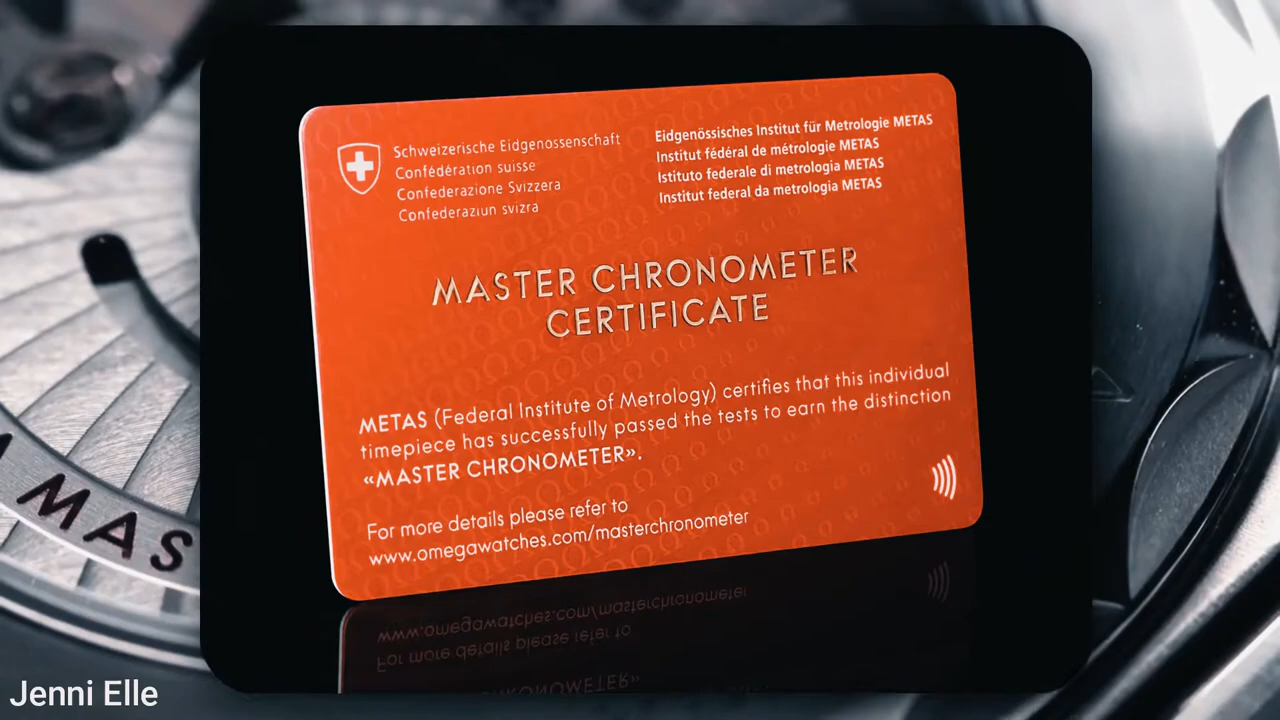 Schweizerische Eidgenossenschaft
Confédération suisse
Confederazione Svizzera
Confederaziun svizra
Eidgenössisches Institut für Metrologie METAS
Institut fédéral de métrologie METAS
Istituto federale di metrologia METAS
Institut federal da metrologia METAS
MASTER CHRONOMETER
CERTIFICATE
METAS (Federal Institute of Metrology) certifies that this individual
timepiece has successfully passed the tests to earn the distinction
«MASTER CHRONOMETER».
For more details please refer to
www.omegawatches.com/masterchronometer
MAS
Jenni Elle